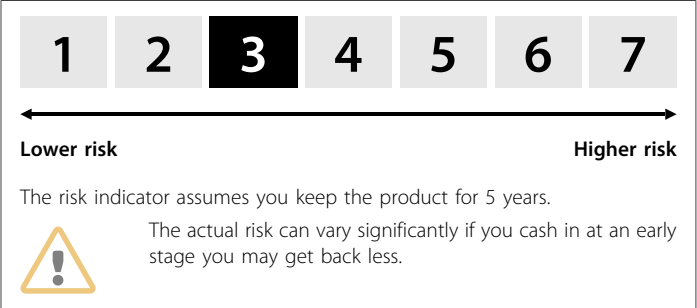 1 2 3 4 5 6 7
Lower risk Higher risk
The risk indicator assumes you keep the product for 5 years.
The actual risk can vary significantly if you cash in at an early
stage you may get back less.